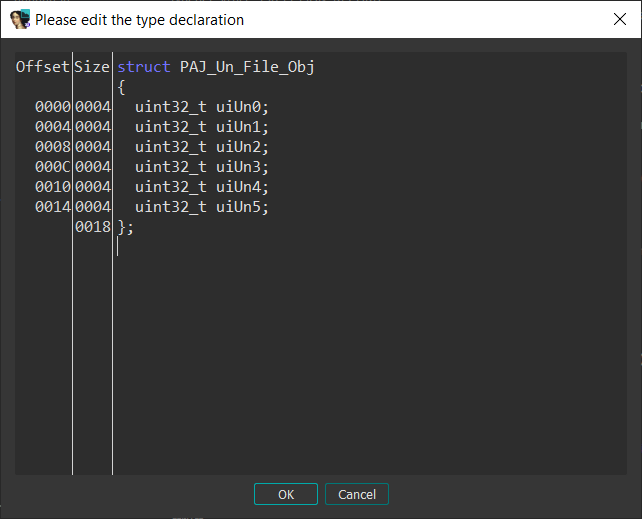 Please edit the type declaration
Offset Size struct PAJ_Un_File_Obj
{
0000 0004 uint32_t uiUn0;
0004 0004 uint32_t uiUn1;
0008 0004 uint32_t uiUn2;
000C 0004 uint32_t uiUn3;
0010 0004 uint32_t uiUn4;
0014 0004 uint32_t uiUn5;
0018 };
OK Cancel